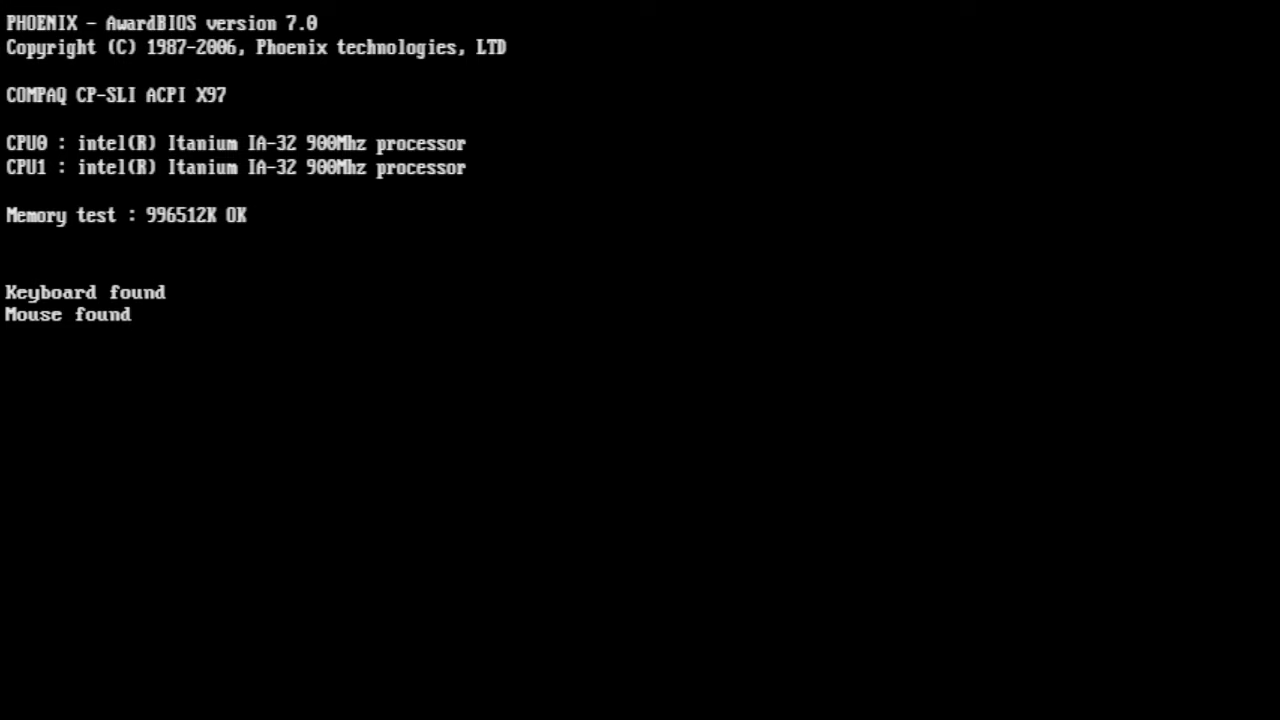 PHOENIX - AwardBIOS version 7.0
Copyright (C) 1987-2006, Phoenix technologies, LTD
COMPAQ CP-SLI ACPI X97
CPU0 : intel(R) Itanium IA-32 900Mhz processor
CPU1 : intel(R) Itanium IA-32 900Mhz processor
Memory test : 996512K OK
Keyboard found
Mouse found